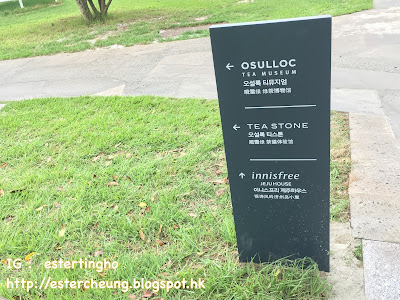 ← OSULLOC
TEA MUSEUM
오설록 티뮤지엄
← TEA STONE
오설록 티스톤
↑ innisfree
JEJU HOUSE
이니스프리 제주하우스
IG : estertingho
http://estercheung.blogspot.hk